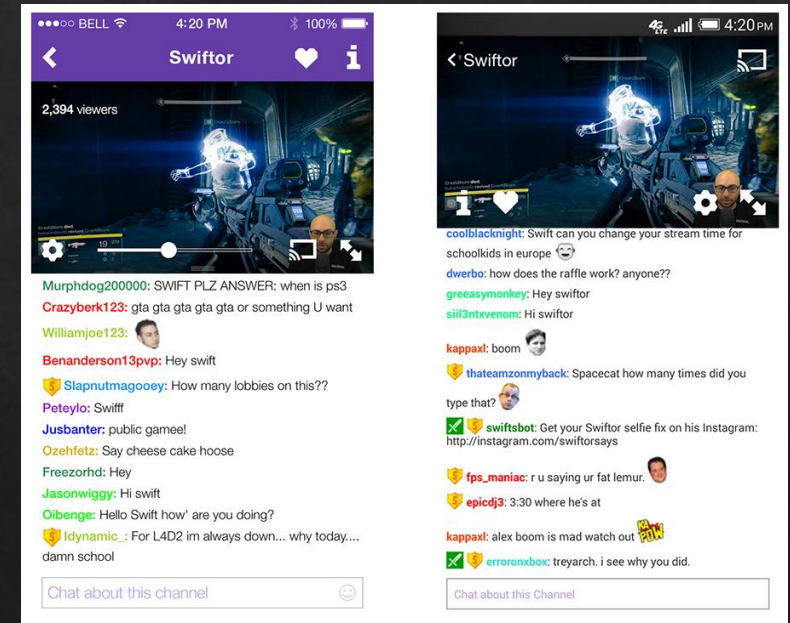 BELL 4:20 PM 100%
Swiftor
2,394 viewers
Murphdog200000: SWIFT PLZ ANSWER: when is ps3
Crazyberk123: gta gta gta gta gta or something U want
Williamjoe123:
Benanderson13pvp: Hey swift
Slapnutmagooey: How many lobbies on this??
Peteylo: Swifff
Jusbanter: public gamee!
Ozehfetz: Say cheese cake hoose
Freezorhd: Hey
Jasonwiggy: Hi swift
Oibenge: Hello Swift how' are you doing?
Idynamic_: For L4D2 im always down... why today....
damn school
Chat about this channel
4G LTE 4:20 PM
Swiftor
coolblacknight: Swift can you change your stream time for
schoolkids in europe
dwerbo: how does the raffle work? anyone??
greeasymonkey: Hey swiftor
siil3ntxvenom: Hi swiftor
kappaxl: boom
thateamzonmyback: Spacecat how many times did you
type that?
swiftsbot: Get your Swiftor selfie fix on his Instagram:
http://instagram.com/swiftorsays
fps_maniac: r u saying ur fat lemur.
epicdj3: 3:30 where he's at
kappaxl: alex boom is mad watch out
KA POW
erroronxbox: treyarch. i see why you did.
Chat about this Channel